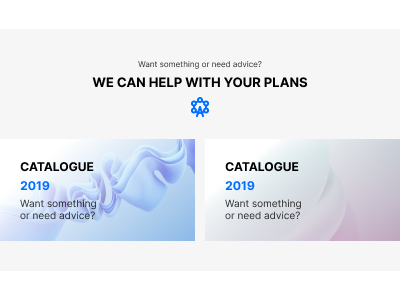 Want something or need advice?
WE CAN HELP WITH YOUR PLANS
CATALOGUE
2019
Want something
or need advice?
CATALOGUE
2019
Want something
or need advice?